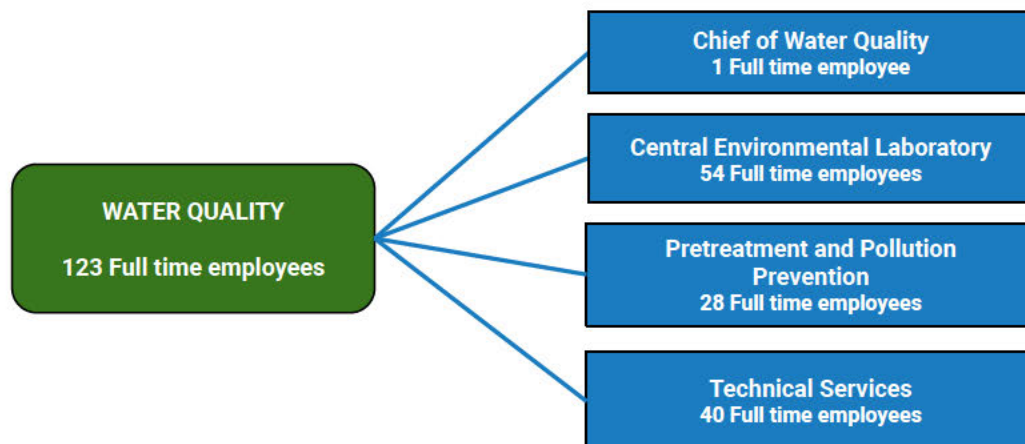 WATER QUALITY
123 Full time employees
Chief of Water Quality
1 Full time employee
Central Environmental Laboratory
54 Full time employees
Pretreatment and Pollution
Prevention
28 Full time employees
Technical Services
40 Full time employees